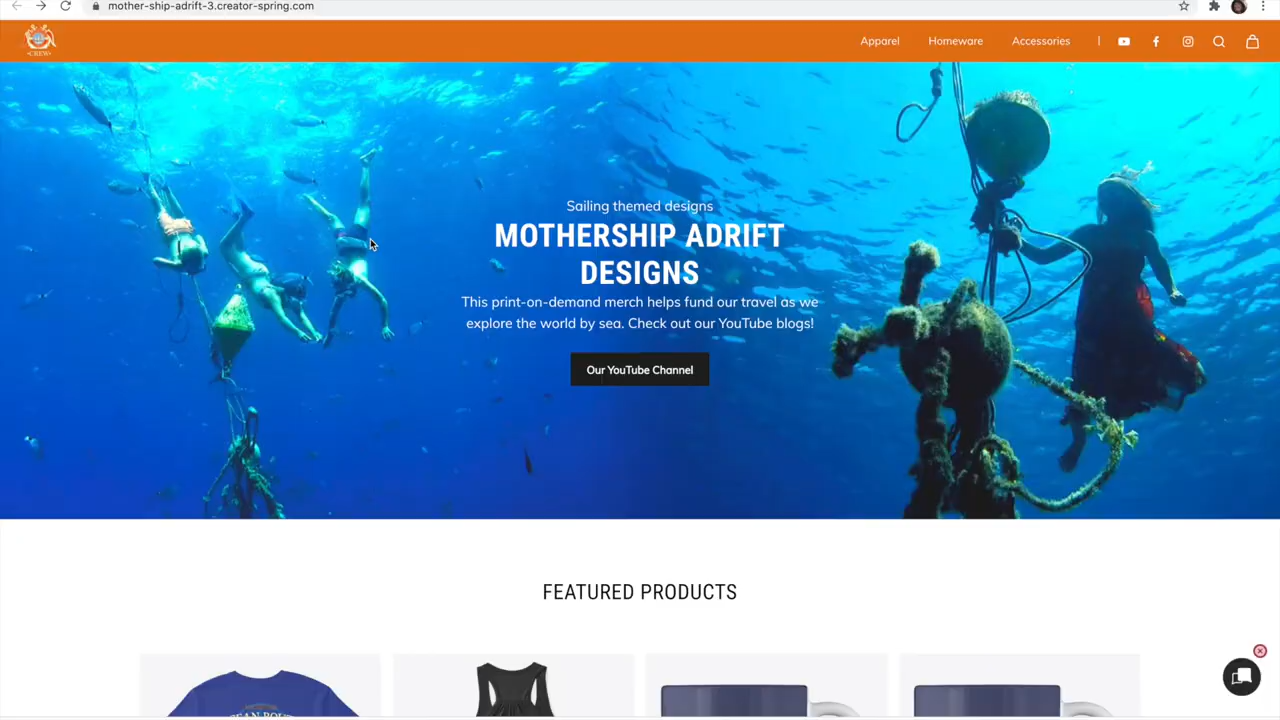 mother-ship-adrift-3.creator-spring.com
CREW
Apparel
Homeware
Accessories
Sailing themed designs
MOTHERSHIP ADRIFT
DESIGNS
This print-on-demand merch helps fund our travel as we
explore the world by sea. Check out our YouTube blogs!
Our YouTube Channel
FEATURED PRODUCTS